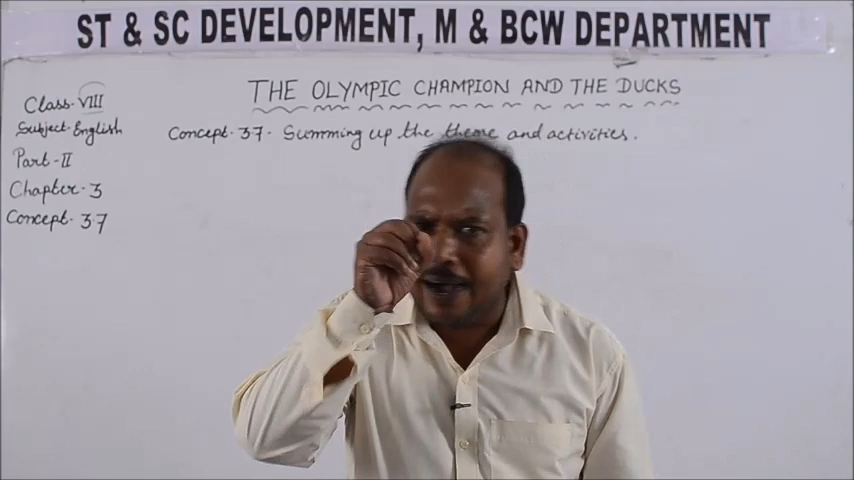 ST & SC DEVELOPMENT, M & BCW DEPARTMENT
THE OLYMPIC CHAMPION AND THE DUCKS
Class- VIII
Subject- English
Part- II
Chapter- 3
Concept- 37
Concept- 37- Summing up the theme and activities.